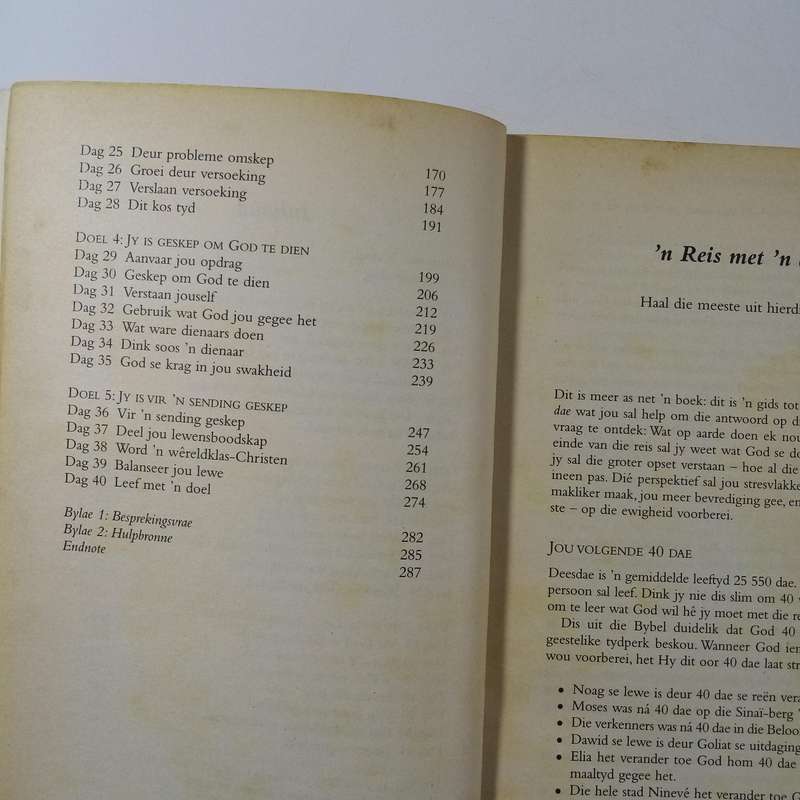 Dag 25 Deur probleme omskep 170
Dag 26 Groei deur versoeking 177
Dag 27 Verslaan versoeking 184
Dag 28 Dit kos tyd 191
DOEL 4: JY IS GESKEP OM GOD TE DIEN
Dag 29 Aanvaar jou opdrag 199
Dag 30 Geskep om God te dien 206
Dag 31 Verstaan jouself 212
Dag 32 Gebruik wat God jou gegee het 219
Dag 33 Wat ware dienaars doen 226
Dag 34 Dink soos 'n dienaar 233
Dag 35 God se krag in jou swakheid 239
DOEL 5: JY IS VIR 'N SENDING GESKEP
Dag 36 Vir 'n sending geskep 247
Dag 37 Deel jou lewensboodskap 254
Dag 38 Word 'n wêreldklas-Christen 261
Dag 39 Balanseer jou lewe 268
Dag 40 Leef met 'n doel 274
Bylae 1: Besprekingsvrae 282
Bylae 2: Hulpbronne 285
Endnote 287
'n Reis met 'n
Haal die meeste uit
Dit is meer as net 'n boek: dit is 'n gids tot
dae wat jou sal help om die antwoord op
vraag te ontdek: Wat op aarde doen ek
einde van die reis sal jy weet wat God se
jy sal die groter opset verstaan – hoe al die
ineen pas. Dié perspektief sal jou
makliker maak, jou meer bevrediging gee,
ste – op die ewigheid voorberei.
JOU VOLGENDE 40 DAE
Deesdae is 'n gemiddelde leeftyd 25 550 dae.
persoon sal leef. Dink jy nie dis slim om 40
om te leer wat God wil hê jy moet met die
Dis uit die Bybel duidelik dat God 40
geestelike tydperk beskou. Wanneer God
wou voorberei, het Hy dit oor 40 dae laat
• Noag se lewe is deur 40 dae se reën
• Moses was ná 40 dae op die Sinaï-berg
• Die verkenners was ná 40 dae in die
• Dawid se lewe is deur Goliat se uitdaging
• Elia het verander toe God hom 40 dae
maaltyd gegee het.
• Die hele stad Ninevé het verander toe